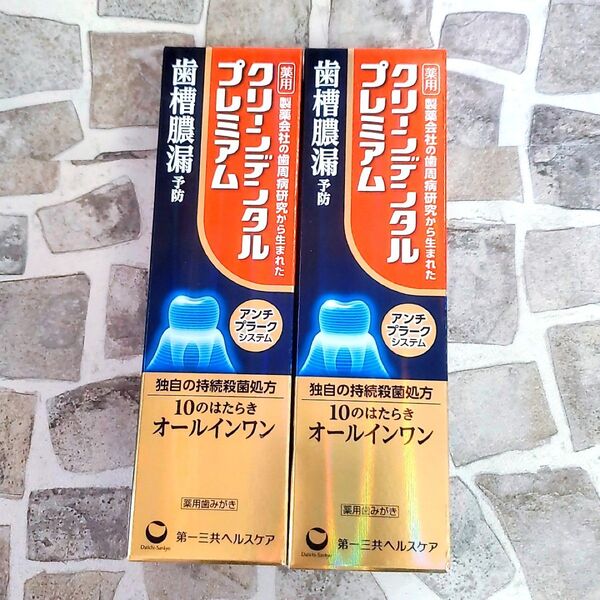 薬用
製薬会社の歯周病研究から生まれた
クリーンデンタル
プレミアム
歯槽膿漏予防
アンチ
プラーク
システム
独自の持続殺菌処方
10のはたらき
オールインワン
薬用歯みがき
Daiichi-Sankyo
第一三共ヘルスケア
薬用
製薬会社の歯周病研究から生まれた
クリーンデンタル
プレミアム
歯槽膿漏予防
アンチ
プラーク
システム
独自の持続殺菌処方
10のはたらき
オールインワン
薬用歯みがき
Daiichi-Sankyo
第一三共ヘルスケア